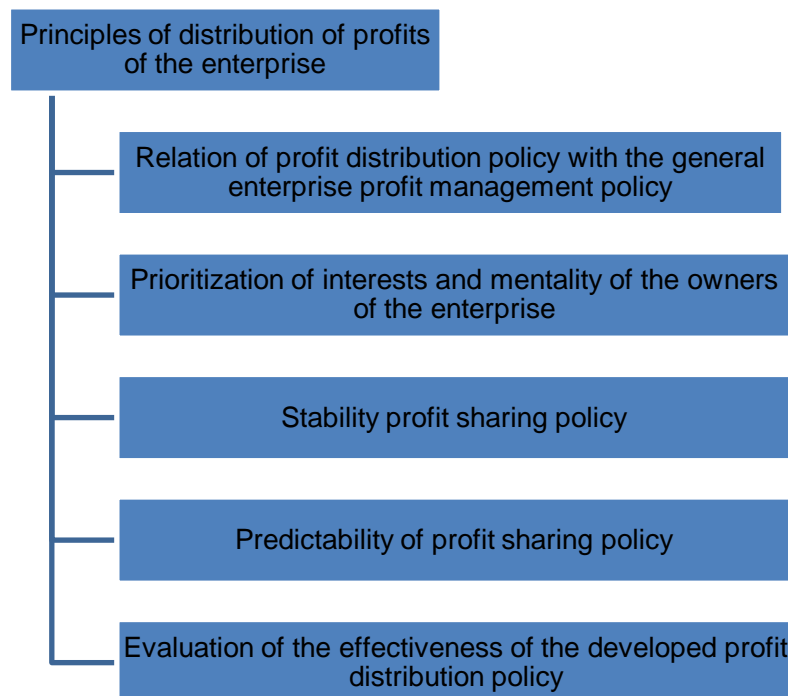 Principles of distribution of profits
of the enterprise
Relation of profit distribution policy with the general
enterprise profit management policy
Prioritization of interests and mentality of the owners
of the enterprise
Stability profit sharing policy
Predictability of profit sharing policy
Evaluation of the effectiveness of the developed profit
distribution policy